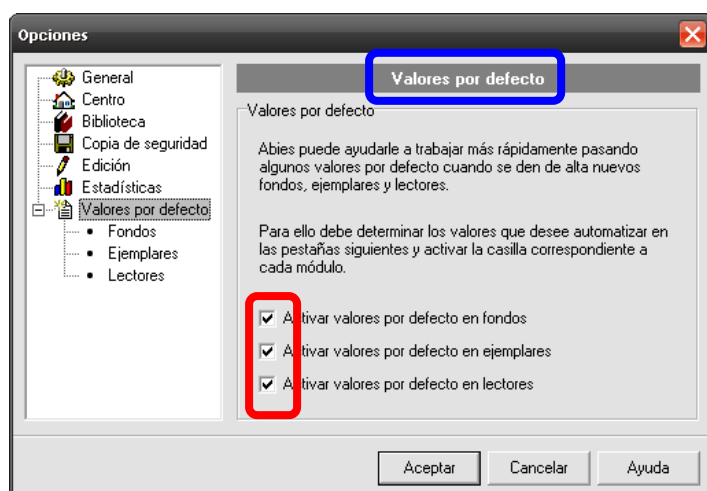 Opciones
General
Centro
Biblioteca
Copia de seguridad
Edición
Estadísticas
Valores por defecto
Fondos
Ejemplares
Lectores
Valores por defecto
Valores por defecto
Abies puede ayudarle a trabajar más rápidamente pasando
algunos valores por defecto cuando se den de alta nuevos
fondos, ejemplares y lectores.
Para ello debe determinar los valores que desee automatizar en
las pestañas siguientes y activar la casilla correspondiente a
cada módulo.
Activar valores por defecto en fondos
Activar valores por defecto en ejemplares
Activar valores por defecto en lectores
Aceptar
Cancelar
Ayuda